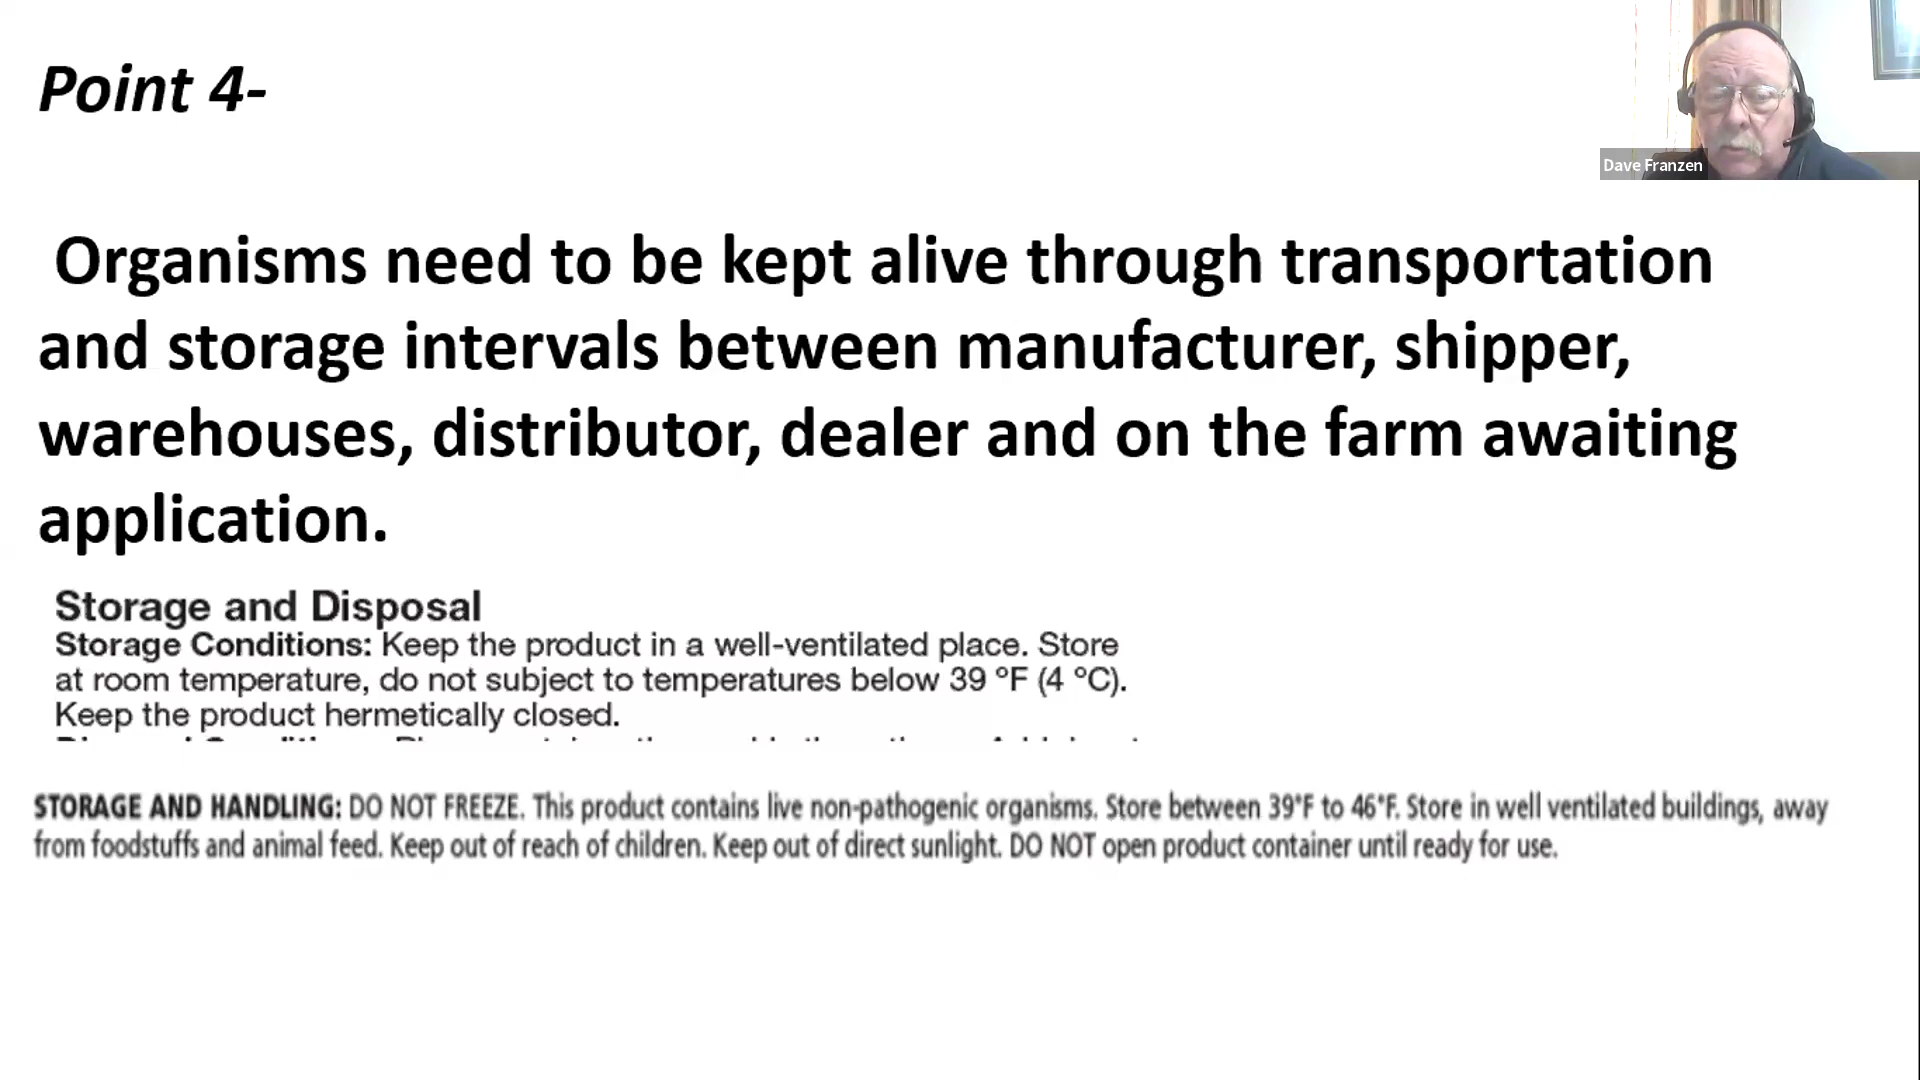 Point 4-
Dave Franzen
Organisms need to be kept alive through transportation
and storage intervals between manufacturer, shipper,
warehouses, distributor, dealer and on the farm awaiting
application.
Storage and Disposal
Storage Conditions: Keep the product in a well-ventilated place. Store
at room temperature, do not subject to temperatures below 39 °F (4 °C).
Keep the product hermetically closed.
STORAGE AND HANDLING: DO NOT FREEZE. This product contains live non-pathogenic organisms. Store between 39°F to 46°F. Store in well ventilated buildings, away
from foodstuffs and animal feed. Keep out of reach of children. Keep out of direct sunlight. DO NOT open product container until ready for use.